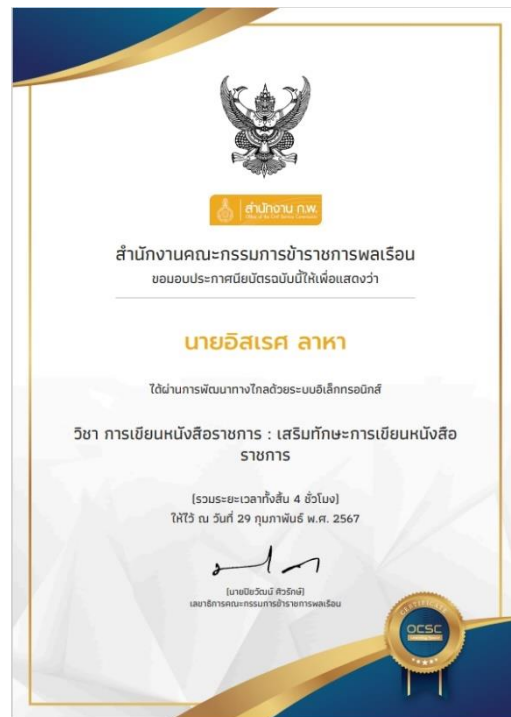 สำนักงาน ก.พ.
Office of the Civil Service Commission
สำนักงานคณะกรรมการข้าราชการพลเรือน
ขอมอบประกาศนียบัตรฉบับนี้ให้เพื่อแสดงว่า
นายอิสเรศ ลาหา
ได้ผ่านการพัฒนาทางไกลด้วยระบบอิเล็กทรอนิกส์
วิชา การเขียนหนังสือราชการ : เสริมทักษะการเขียนหนังสือ
ราชการ
(รวมระยะเวลาทั้งสิ้น 4 ชั่วโมง)
ให้ไว้ ณ วันที่ 29 กุมภาพันธ์ พ.ศ. 2567
(นายปิยวัฒน์ ศิวรักษ์)
เลขาธิการคณะกรรมการข้าราชการพลเรือน
CERTIFICATE
OCSC